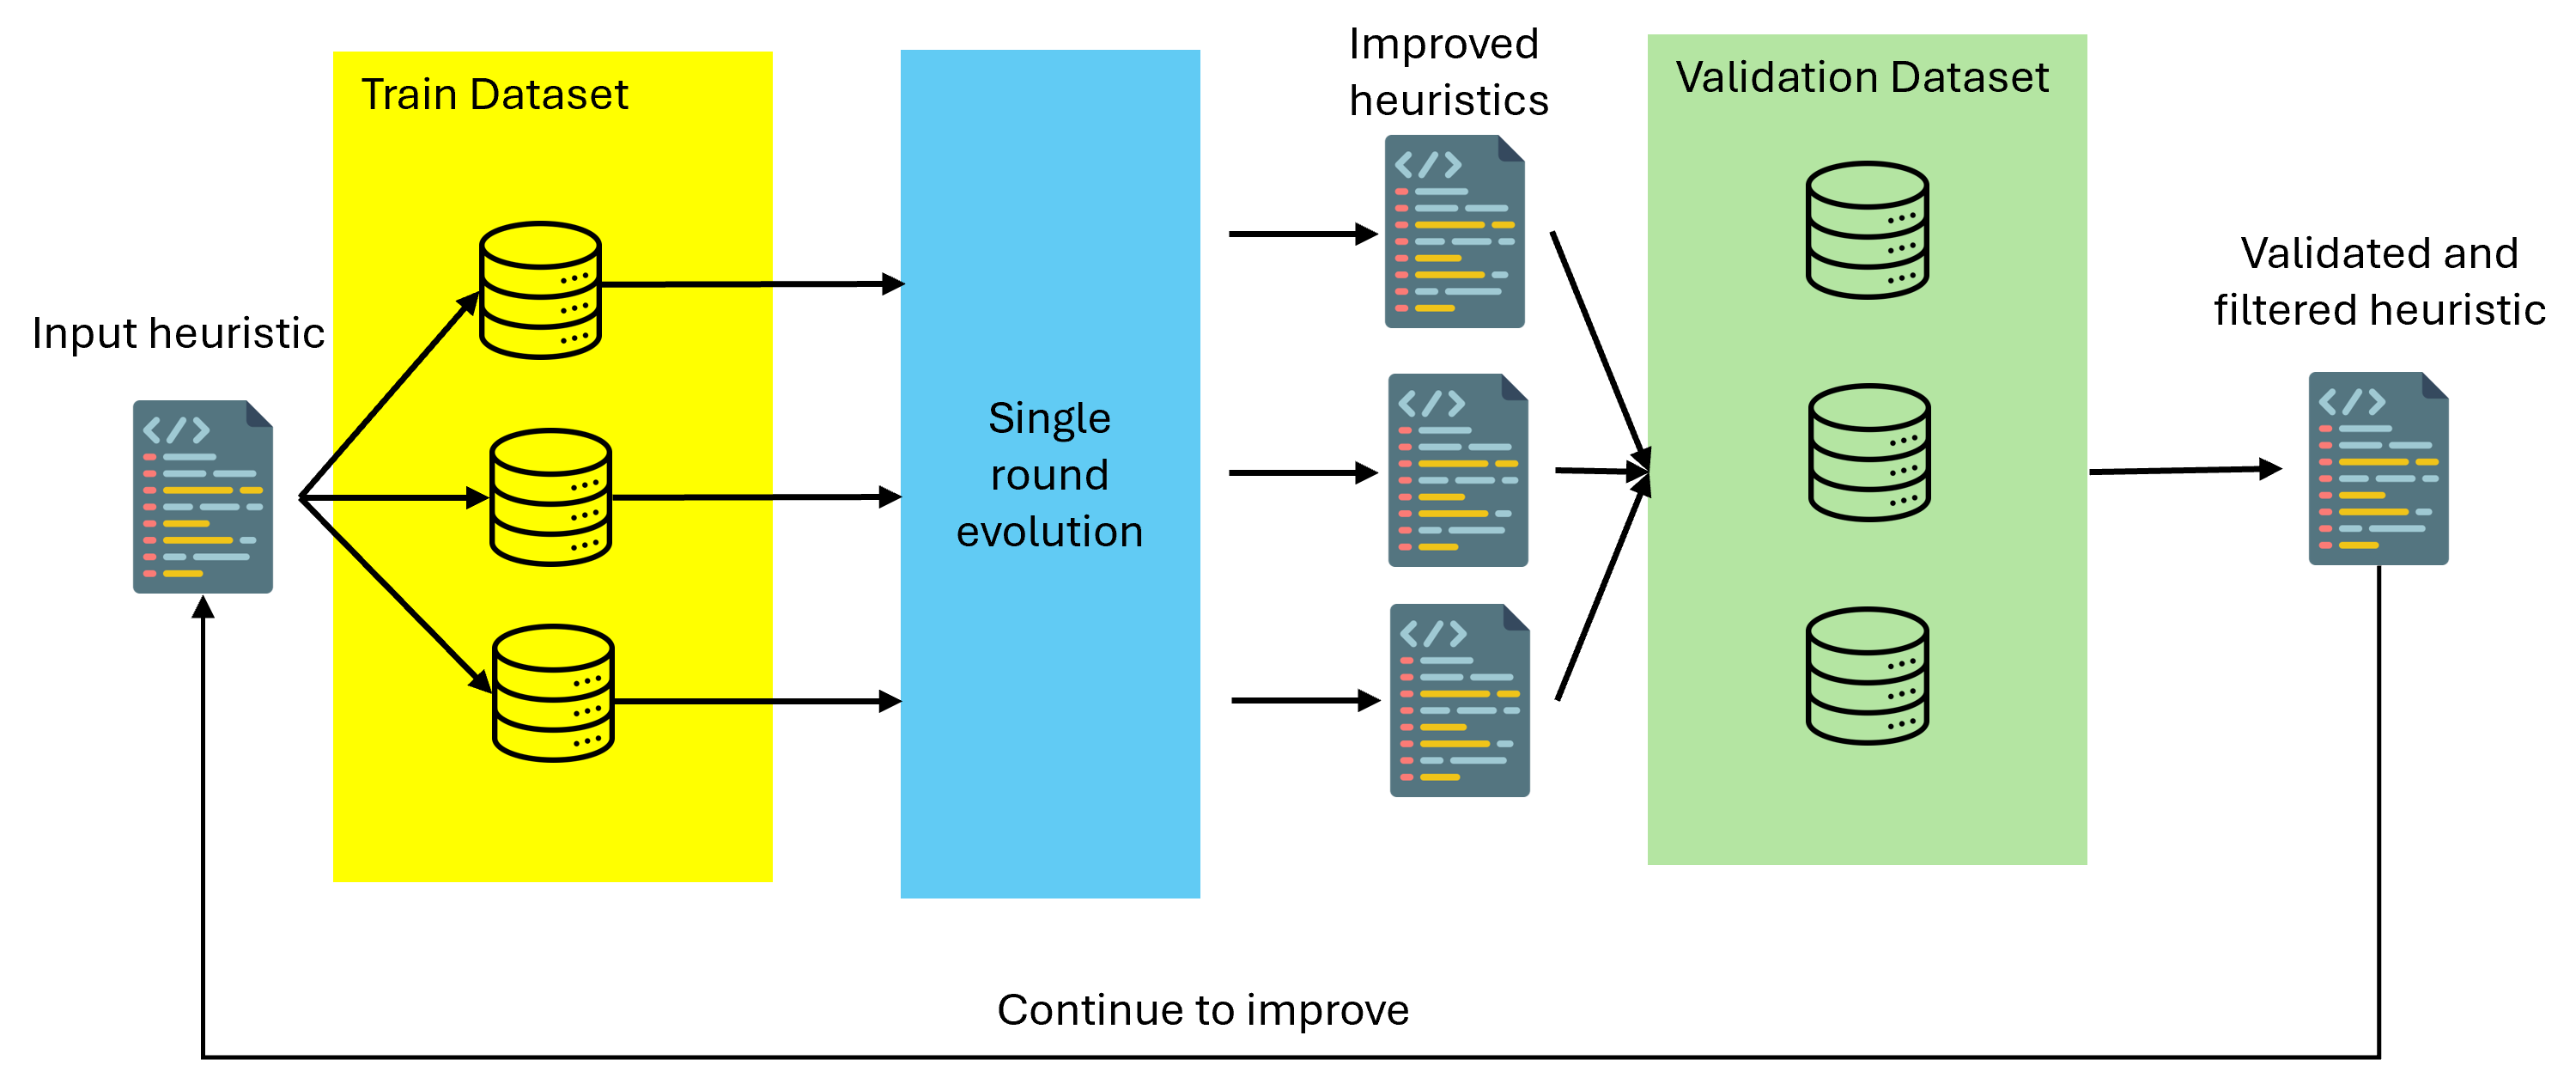 Input heuristic
Train Dataset
Single
round
evolution
Improved
heuristics
Validation Dataset
Validated and
filtered heuristic
Continue to improve